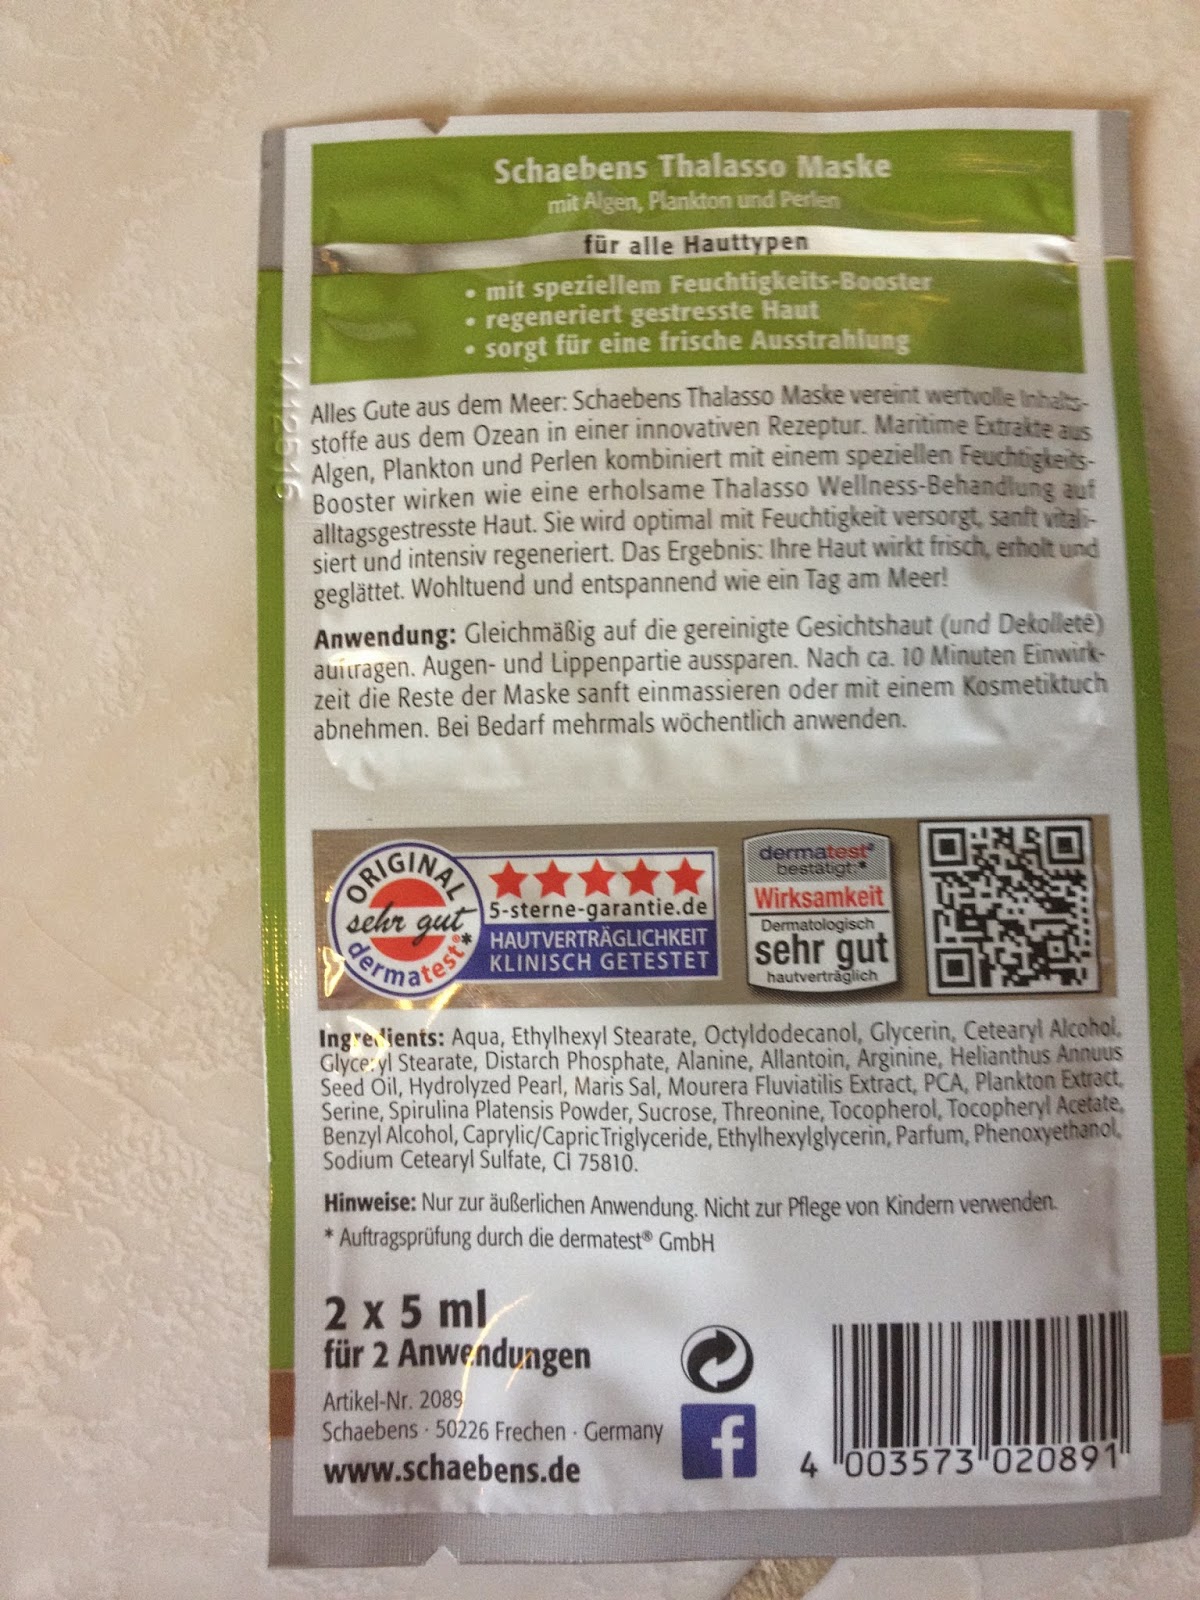 Schaebens Thalasso Maske
mit Algen, Plankton und Perlen
für alle Hauttypen
• mit speziellem Feuchtigkeits-Booster
• regeneriert gestresste Haut
• sorgt für eine frische Ausstrahlung
Alles Gute aus dem Meer: Schaebens Thalasso Maske vereint wertvolle Inhalts-
stoffe aus dem Ozean in einer innovativen Rezeptur. Maritime Extrakte aus
Algen, Plankton und Perlen kombiniert mit einem speziellen Feuchtigkeits-
Booster wirken wie eine erholsame Thalasso Wellness-Behandlung auf
alltagsgestresste Haut. Sie wird optimal mit Feuchtigkeit versorgt, sanft vitali-
siert und intensiv regeneriert. Das Ergebnis: Ihre Haut wirkt frisch, erholt und
geglättet. Wohltuend und entspannend wie ein Tag am Meer!
Anwendung: Gleichmäßig auf die gereinigte Gesichtshaut (und Dekolleté)
auftragen. Augen- und Lippenpartie aussparen. Nach ca. 10 Minuten Einwirk-
zeit die Reste der Maske sanft einmassieren oder mit einem Kosmetiktuch
abnehmen. Bei Bedarf mehrmals wöchentlich anwenden.
ORIGINAL
sehr gut
dermatest®*
5-sterne-garantie.de
HAUTVERTRÄGLICHKEIT
KLINISCH GETESTET
dermatest®
bestätigt:*
Wirksamkeit
Dermatologisch
sehr gut
hautverträglich
Ingredients: Aqua, Ethylhexyl Stearate, Octyldodecanol, Glycerin, Cetearyl Alcohol,
Glyceryl Stearate, Distarch Phosphate, Alanine, Allantoin, Arginine, Helianthus Annuus
Seed Oil, Hydrolyzed Pearl, Maris Sal, Mourera Fluviatilis Extract, PCA, Plankton Extract,
Serine, Spirulina Platensis Powder, Sucrose, Threonine, Tocopherol, Tocopheryl Acetate,
Benzyl Alcohol, Caprylic/Capric Triglyceride, Ethylhexylglycerin, Parfum, Phenoxyethanol,
Sodium Cetearyl Sulfate, CI 75810.
Hinweise: Nur zur äußerlichen Anwendung. Nicht zur Pflege von Kindern verwenden.
* Auftragsprüfung durch die dermatest® GmbH
2 x 5 ml
für 2 Anwendungen
Artikel-Nr. 2089
Schaebens · 50226 Frechen · Germany
www.schaebens.de
f
4 003573 020891